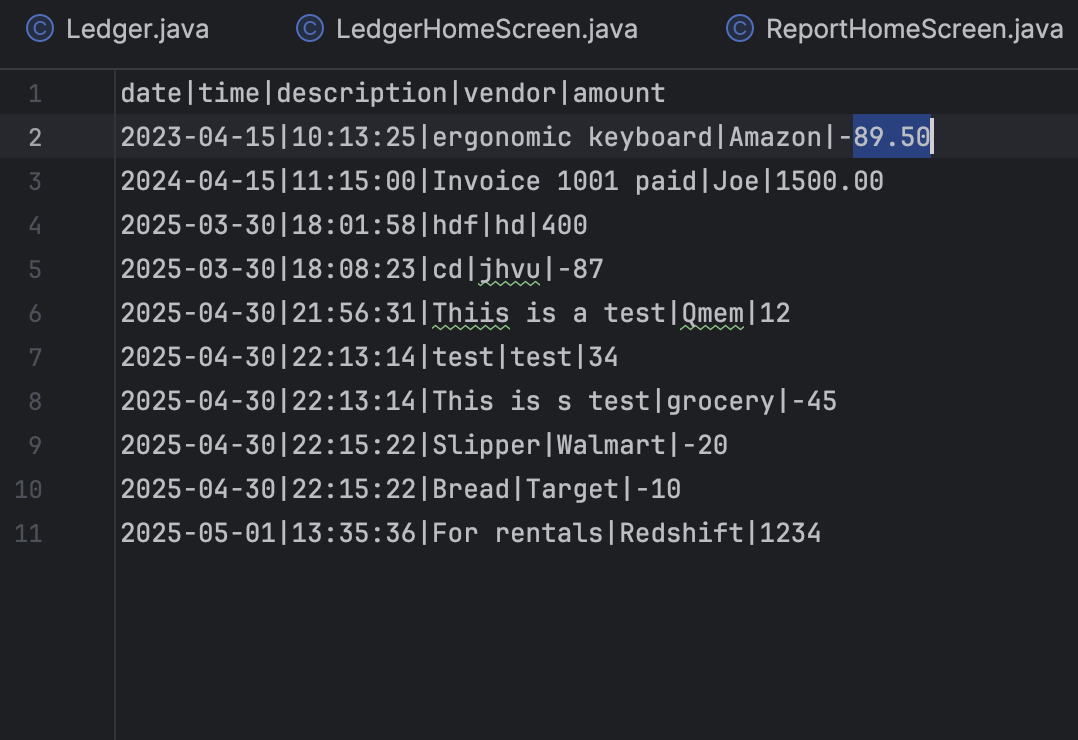 Ledger.java LedgerHomeScreen.java ReportHomeScreen.java
1 date|time|description|vendor|amount
2 2023-04-15|10:13:25|ergonomic keyboard|Amazon|-89.50
3 2024-04-15|11:15:00|Invoice 1001 paid|Joe|1500.00
4 2025-03-30|18:01:58|hdf|hd|400
5 2025-03-30|18:08:23|cd|jhvu|-87
6 2025-04-30|21:56:31|Thiis is a test|Qmem|12
7 2025-04-30|22:13:14|test|test|34
8 2025-04-30|22:13:14|This is s test|grocery|-45
9 2025-04-30|22:15:22|Slipper|Walmart|-20
10 2025-04-30|22:15:22|Bread|Target|-10
11 2025-05-01|13:35:36|For rentals|Redshift|1234